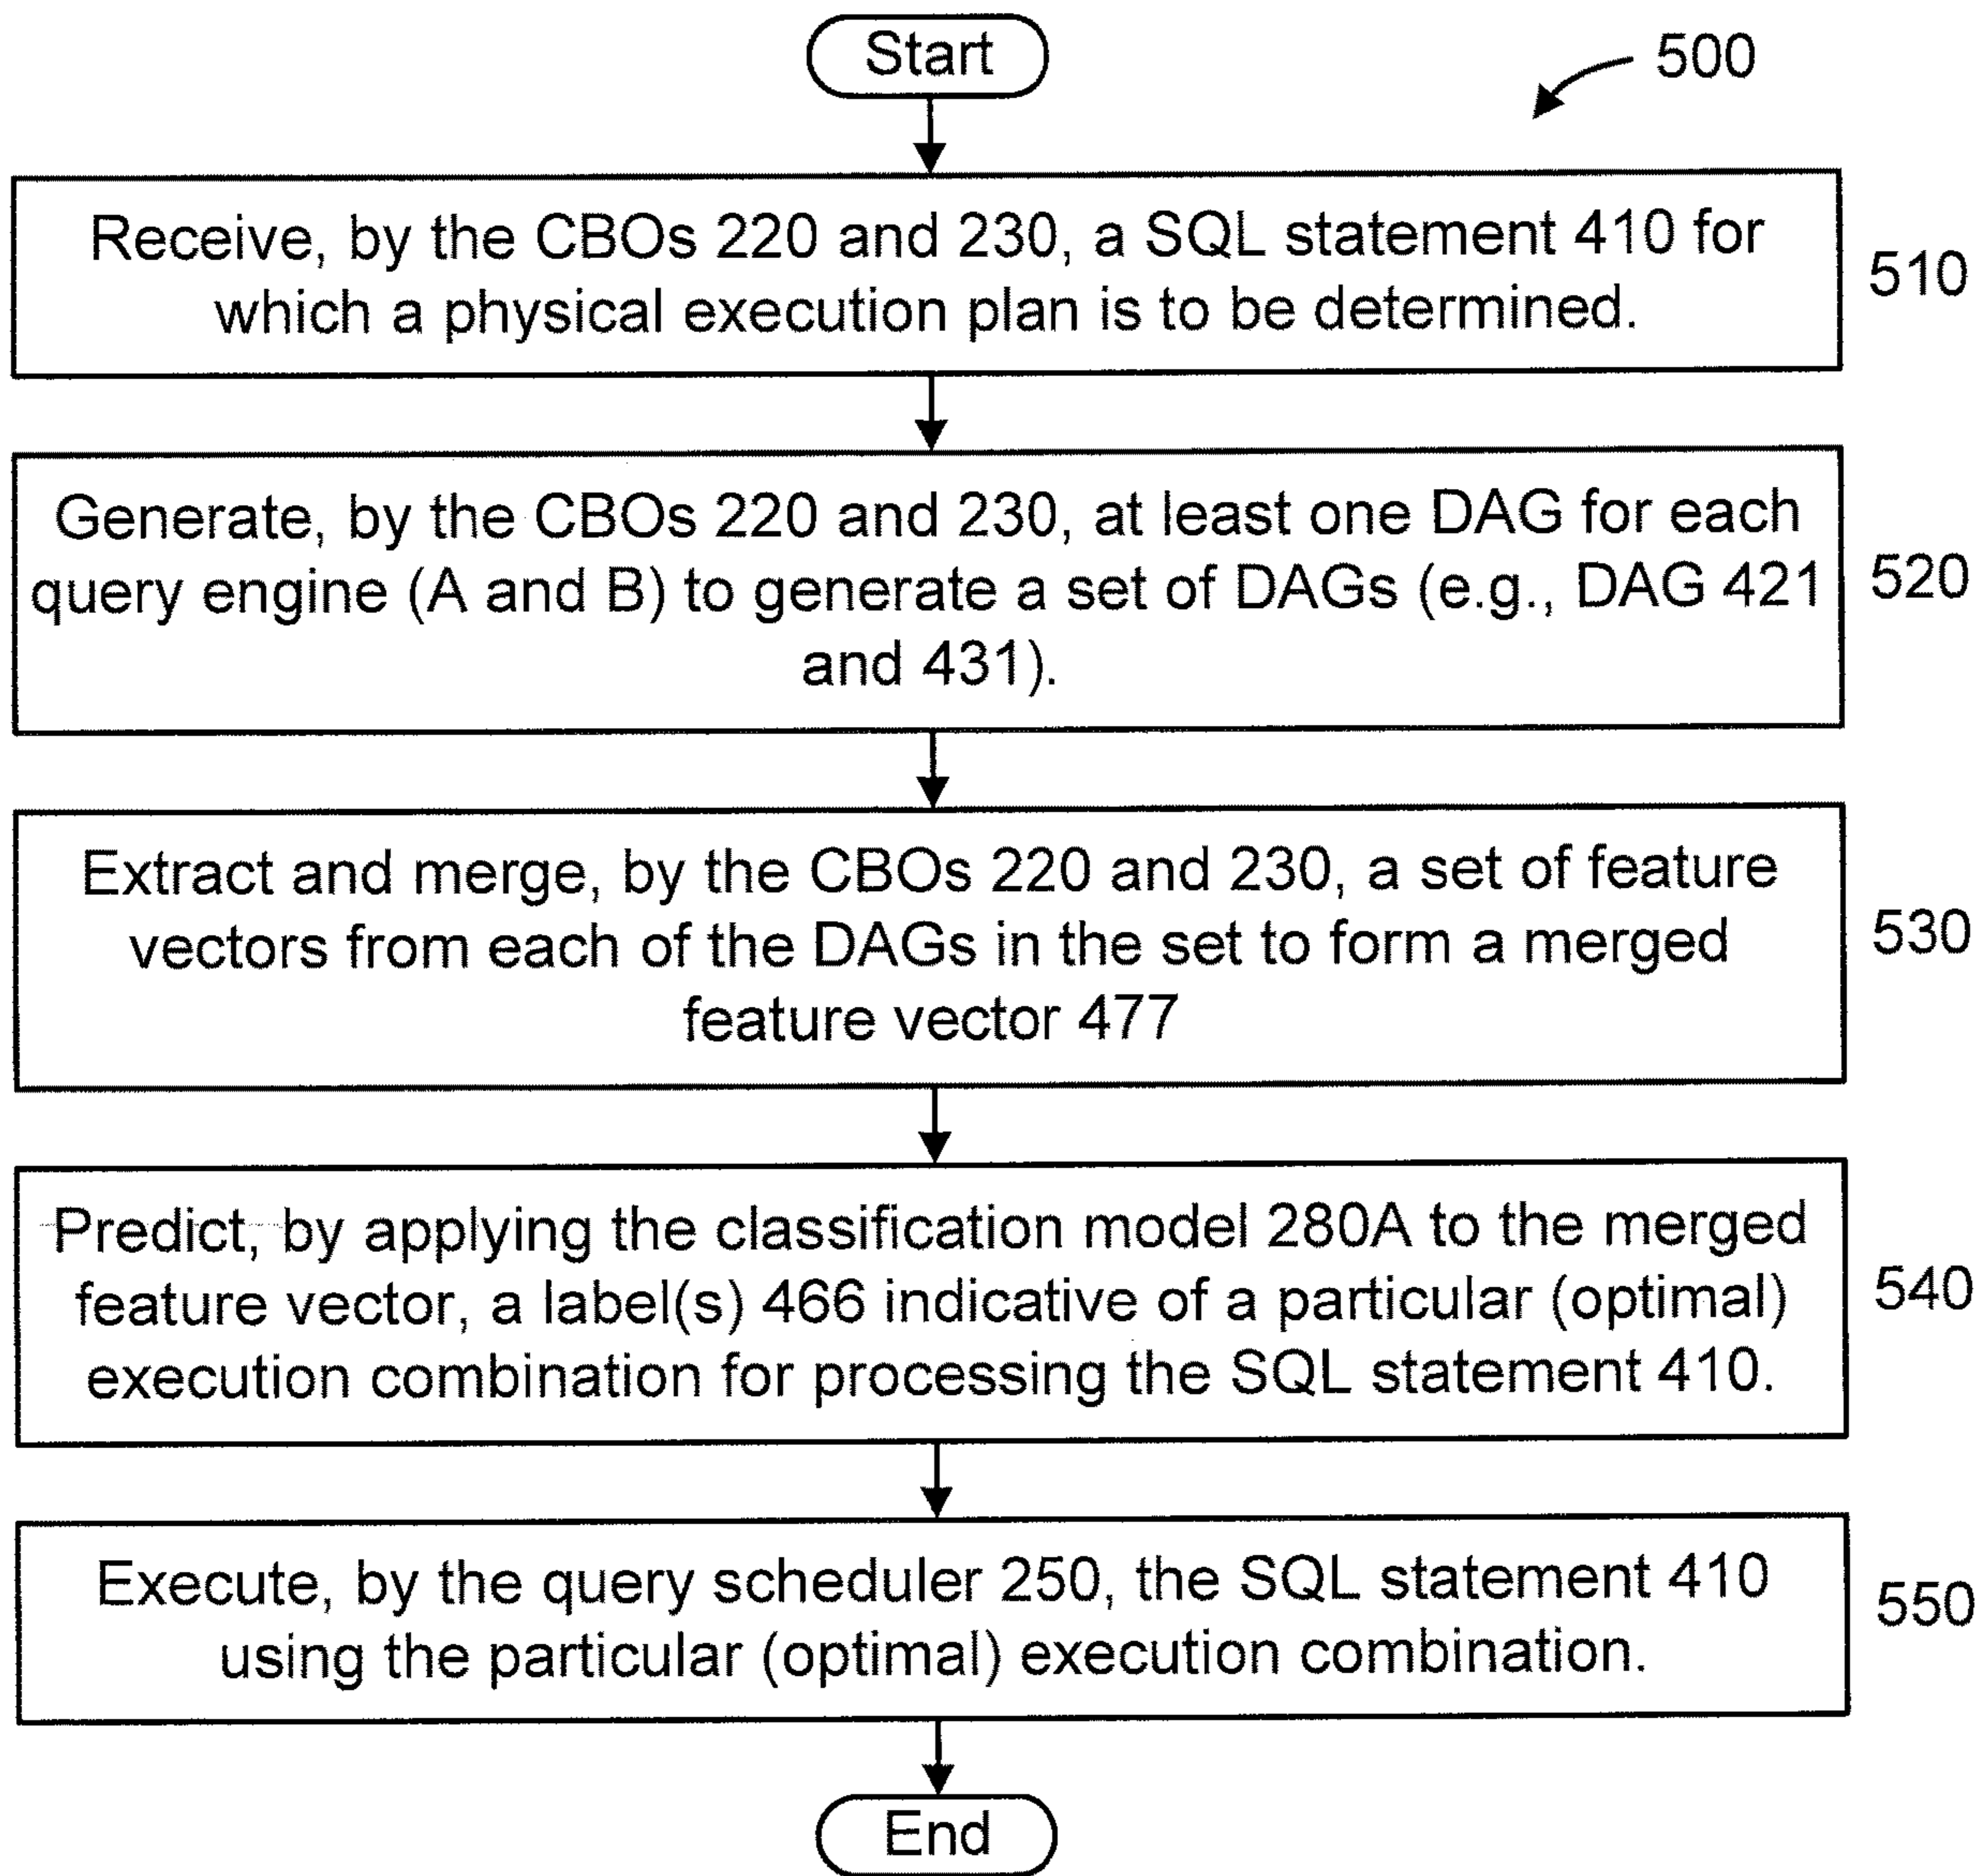 Start
500
Receive, by the CBOs 220 and 230, a SQL statement 410 for
which a physical execution plan is to be determined.
510
Generate, by the CBOs 220 and 230, at least one DAG for each
query engine (A and B) to generate a set of DAGs (e.g., DAG 421
and 431).
520
Extract and merge, by the CBOs 220 and 230, a set of feature
vectors from each of the DAGs in the set to form a merged
feature vector 477
530
Predict, by applying the classification model 280A to the merged
feature vector, a label(s) 466 indicative of a particular (optimal)
execution combination for processing the SQL statement 410.
540
Execute, by the query scheduler 250, the SQL statement 410
using the particular (optimal) execution combination.
550
End